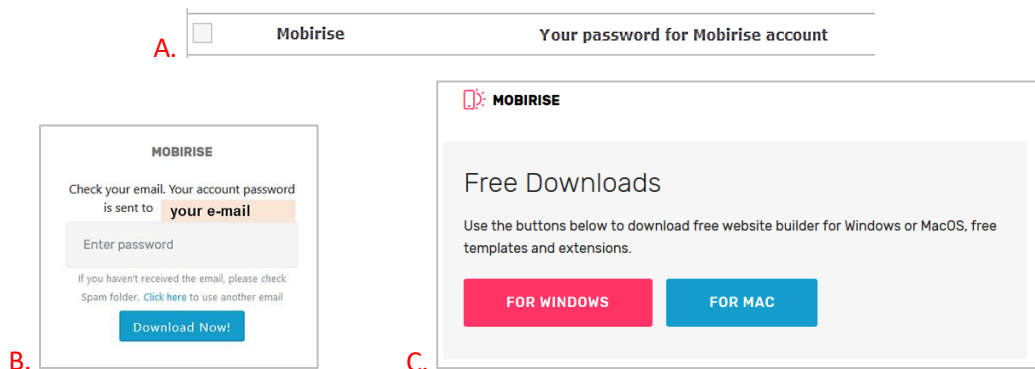 A.
Mobirise
Your password for Mobirise account
B.
MOBIRISE
Check your email. Your account password
is sent to your e-mail
Enter password
If you haven't received the email, please check
Spam folder. Click here to use another email
Download Now!
C.
MOBIRISE
Free Downloads
Use the buttons below to download free website builder for Windows or MacOS, free
templates and extensions.
FOR WINDOWS
FOR MAC